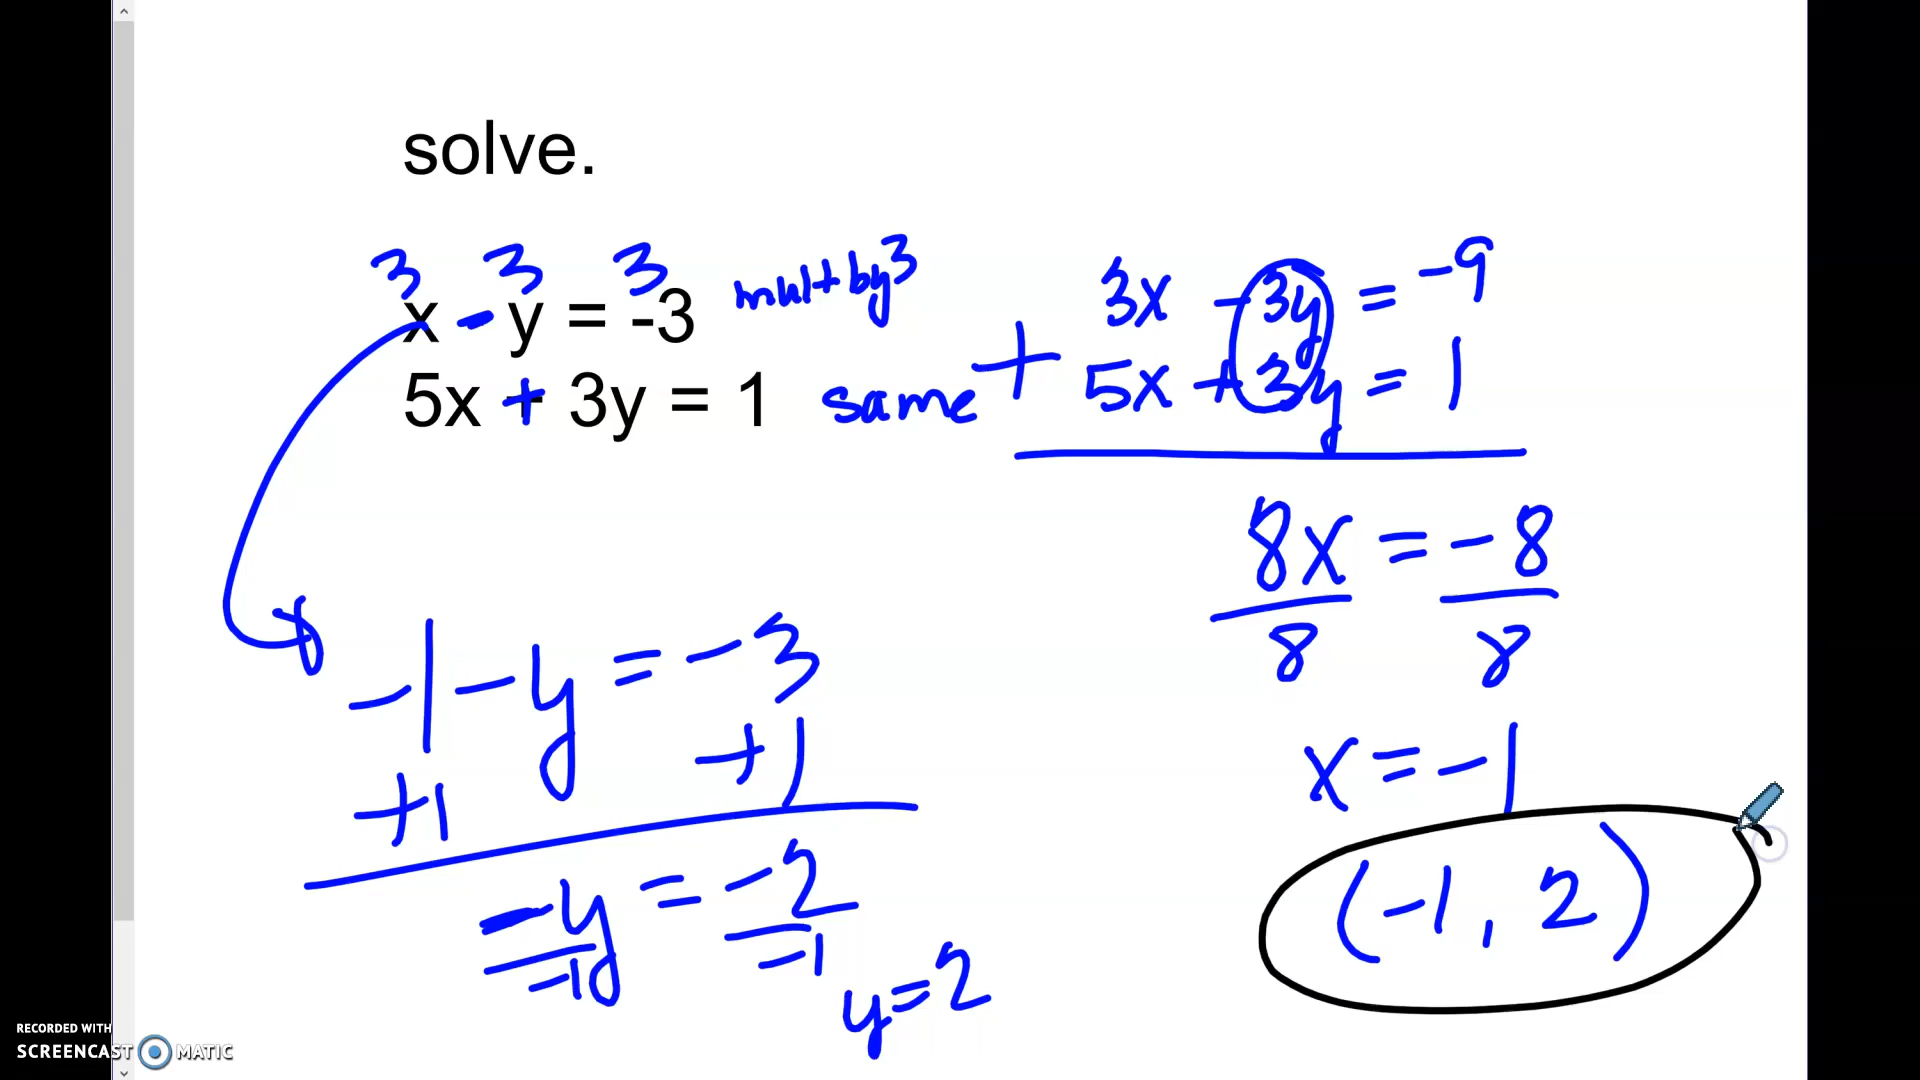 solve.
3 3 3
x - y = -3 mult by 3
5x + 3y = 1 same
3x - 3y = -9
+ 5x + 3y = 1
8x = -8
8 8
x = -1
-1 - y = -3
+1 +1
-y = -2
-1 -1
y = 2
(-1, 2)
RECORDED WITH
SCREENCAST MATIC